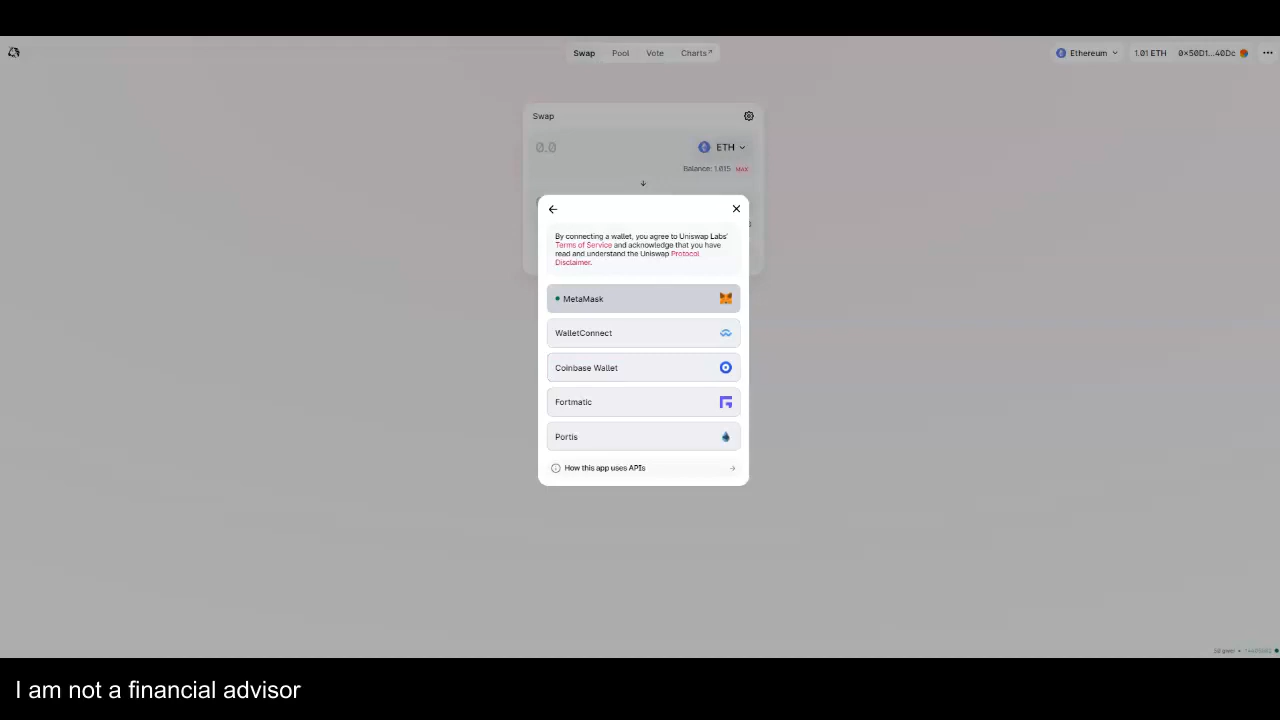 Swap
Pool
Vote
Charts↗
Ethereum
1.01 ETH
0x50D1...40Dc
Swap
0.0
ETH
Balance: 1.015 MAX
By connecting a wallet, you agree to Uniswap Labs'
Terms of Service and acknowledge that you have
read and understand the Uniswap Protocol
Disclaimer.
MetaMask
WalletConnect
Coinbase Wallet
Fortmatic
Portis
How this app uses APIs
I am not a financial advisor